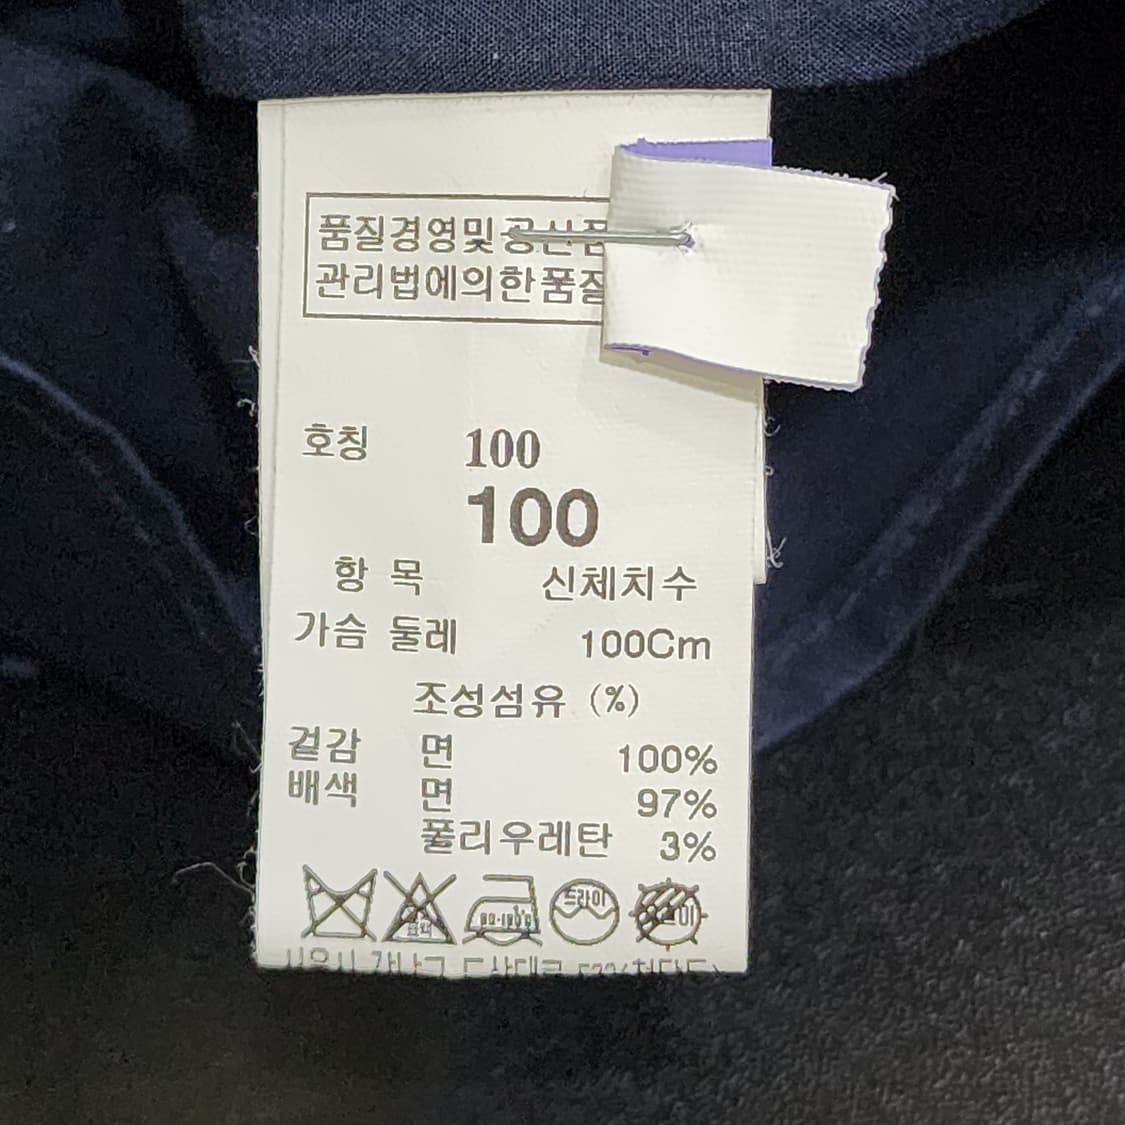 품질경영및공산품
관리법에의한품질
호칭 100
100
항 목 신체치수
가슴 둘레 100Cm
조성섬유 (%)
겉감 면 100%
배색 면 97%
폴리우레탄 3%
드라이